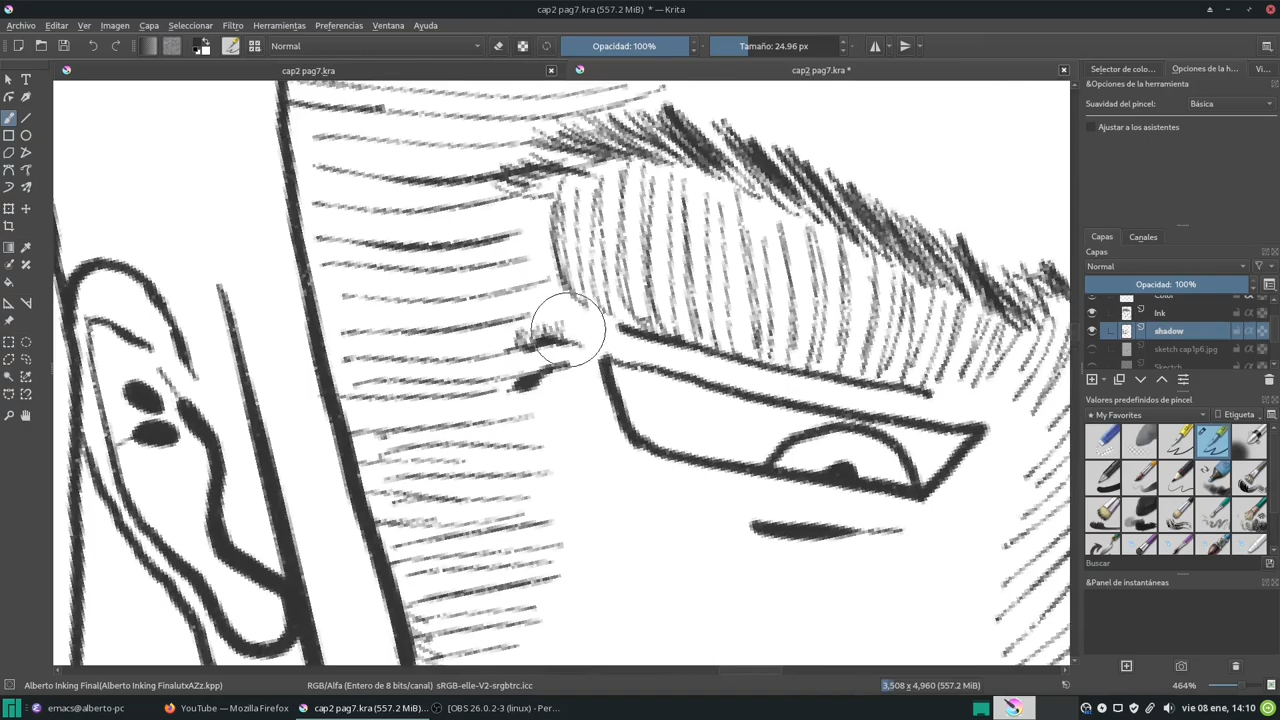 cap2 pag7.kra (557.2 MiB) * — Krita
Archivo Editar Ver Imagen Capa Seleccionar Filtro Herramientas Preferencias Ventana Ayuda
Normal Opacidad: 100% Tamaño: 24.96 px
cap2 pag7.kra
cap2 pag7.kra *
Selector de colo... Opciones de la h... Vi...
&Opciones de la herramienta
Suavidad del pincel: Básica
Ajustar a los asistentes
Capas Canales
Capas
Normal
Opacidad: 100%
Color
Ink
shadow
sketch cap1p6.jpg
Sketch
Valores predefinidos de pincel
My Favorites Etiqueta
Buscar
&Panel de instantáneas
Alberto Inking Final(Alberto Inking FinalutxAZz.kpp) RGB/Alfa (Entero de 8 bits/canal) sRGB-elle-V2-srgbtrc.icc 3,508 x 4,960 (557.2 MiB) 464%
emacs@alberto-pc YouTube — Mozilla Firefox cap2 pag7.kra (557.2 MiB) * ... [OBS 26.0.2-3 (linux) - Per... vie 08 ene, 14:10